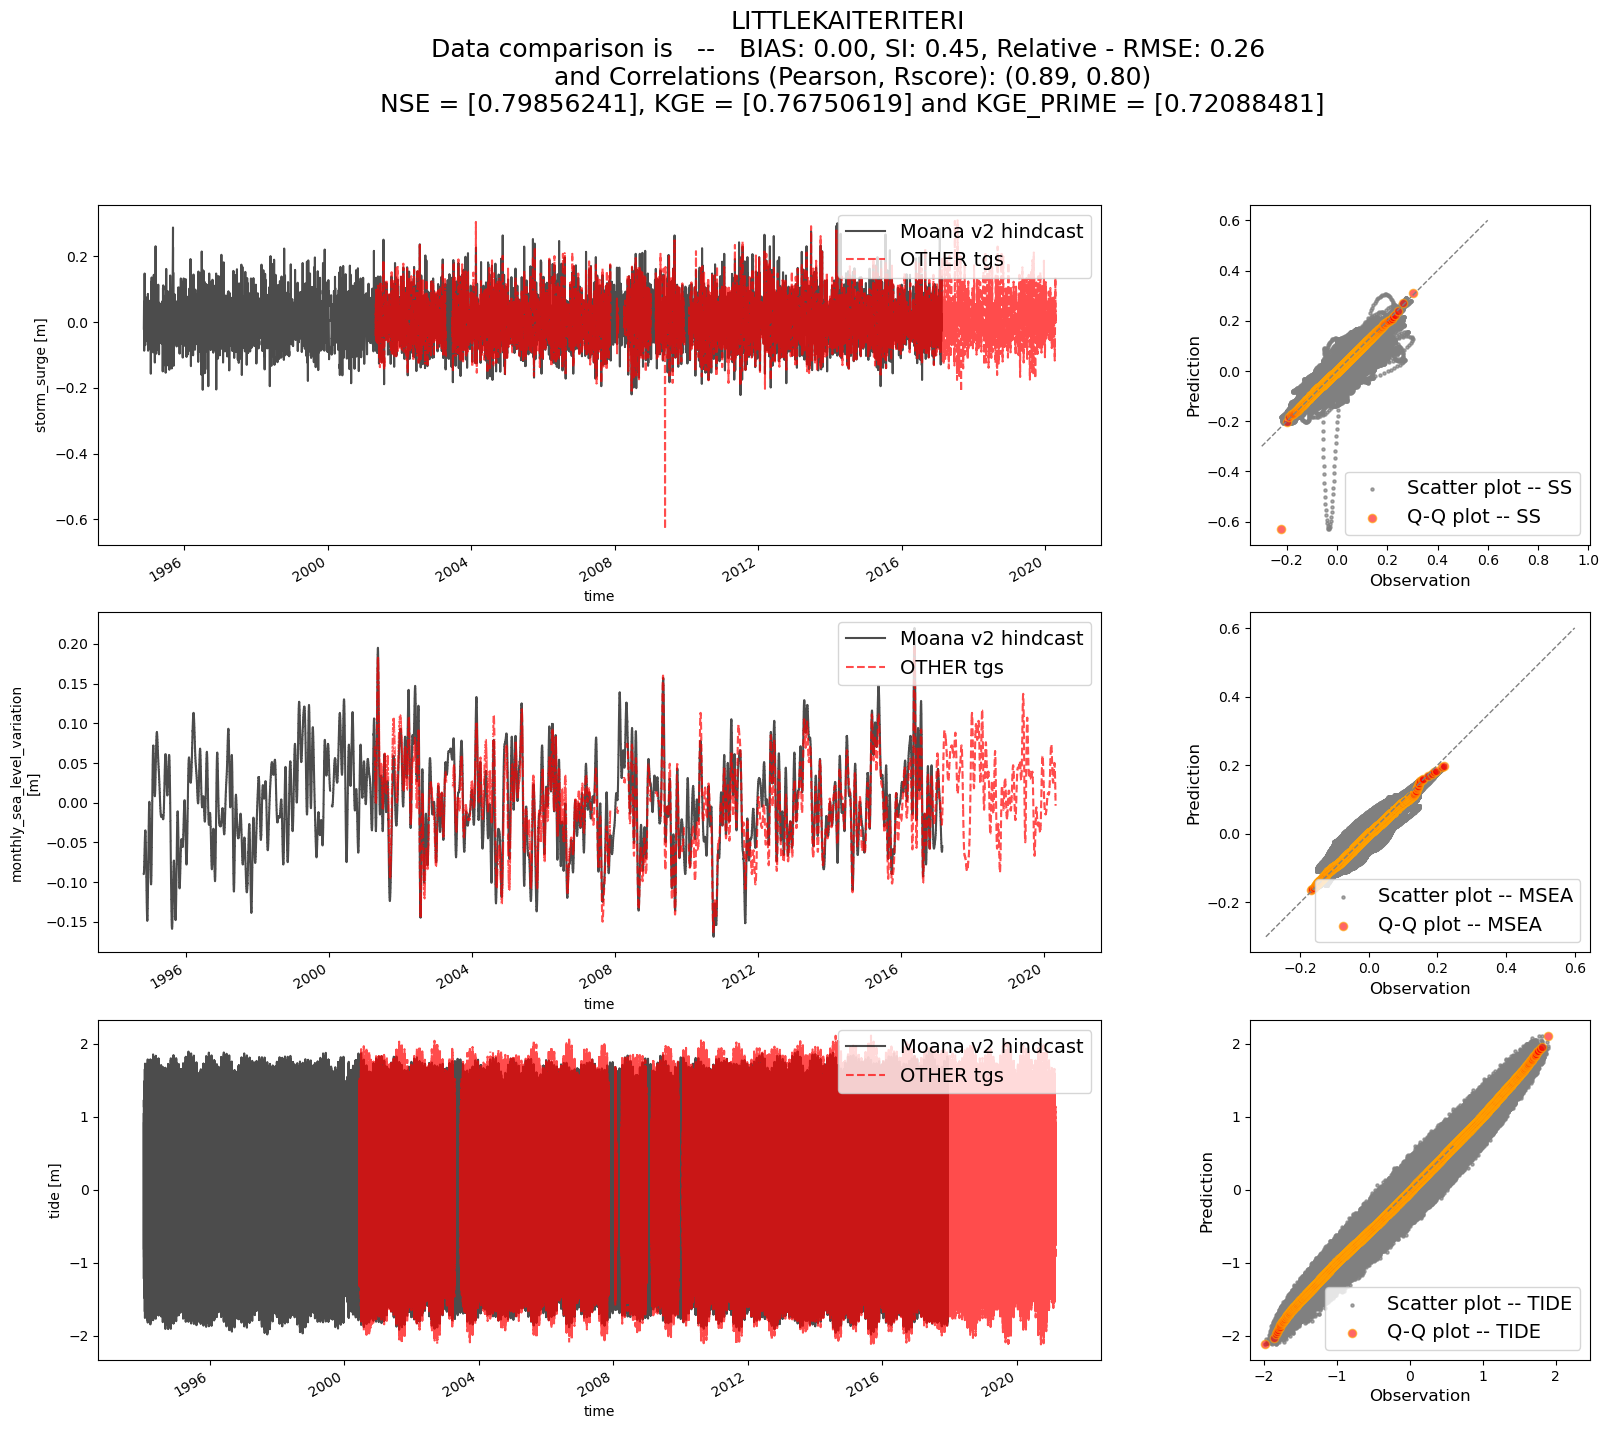 LITTLEKAITERITERI
Data comparison is -- BIAS: 0.00, SI: 0.45, Relative - RMSE: 0.26
and Correlations (Pearson, Rscore): (0.89, 0.80)
NSE = [0.79856241], KGE = [0.76750619] and KGE_PRIME = [0.72088481]
storm_surge [m]
0.2
0.0
−0.2
−0.4
−0.6
Moana v2 hindcast
OTHER tgs
1996
2000
2004
2008
2012
2016
2020
time
Prediction
0.6
0.4
0.2
0.0
−0.2
−0.4
−0.6
Scatter plot -- SS
Q-Q plot -- SS
−0.2
0.0
0.2
0.4
0.6
0.8
1.0
Observation
monthly_sea_level_variation
[m]
0.20
0.15
0.10
0.05
0.00
−0.05
−0.10
−0.15
Moana v2 hindcast
OTHER tgs
1996
2000
2004
2008
2012
2016
2020
time
Prediction
0.6
0.4
0.2
0.0
−0.2
Scatter plot -- MSEA
Q-Q plot -- MSEA
−0.2
0.0
0.2
0.4
0.6
Observation
tide [m]
2
1
0
−1
−2
Moana v2 hindcast
OTHER tgs
1996
2000
2004
2008
2012
2016
2020
time
Prediction
2
1
0
−1
−2
Scatter plot -- TIDE
Q-Q plot -- TIDE
−2
−1
0
1
2
Observation